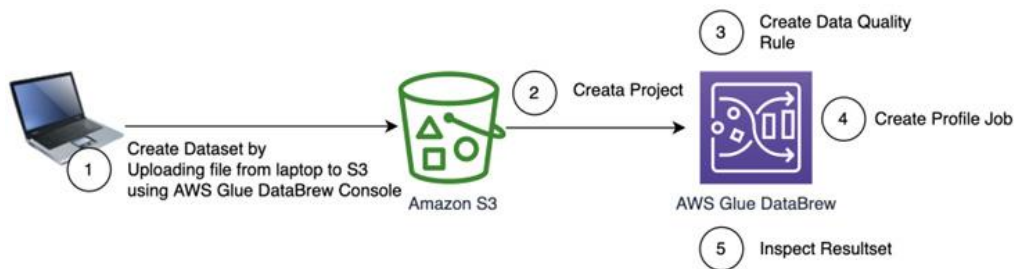 1
Create Dataset by
Uploading file from laptop to S3
using AWS Glue DataBrew Console
Amazon S3
2
Creata Project
3
Create Data Quality
Rule
AWS Glue DataBrew
4
Create Profile Job
5
Inspect Resultset